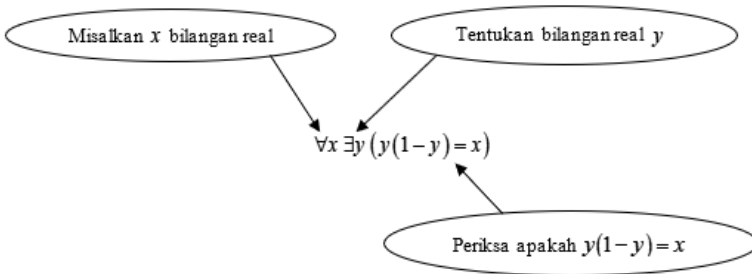 Misalkan x bilangan real
Tentukan bilangan real y
∀x ∃y (y(1−y)=x)
Periksa apakah y(1−y)=x